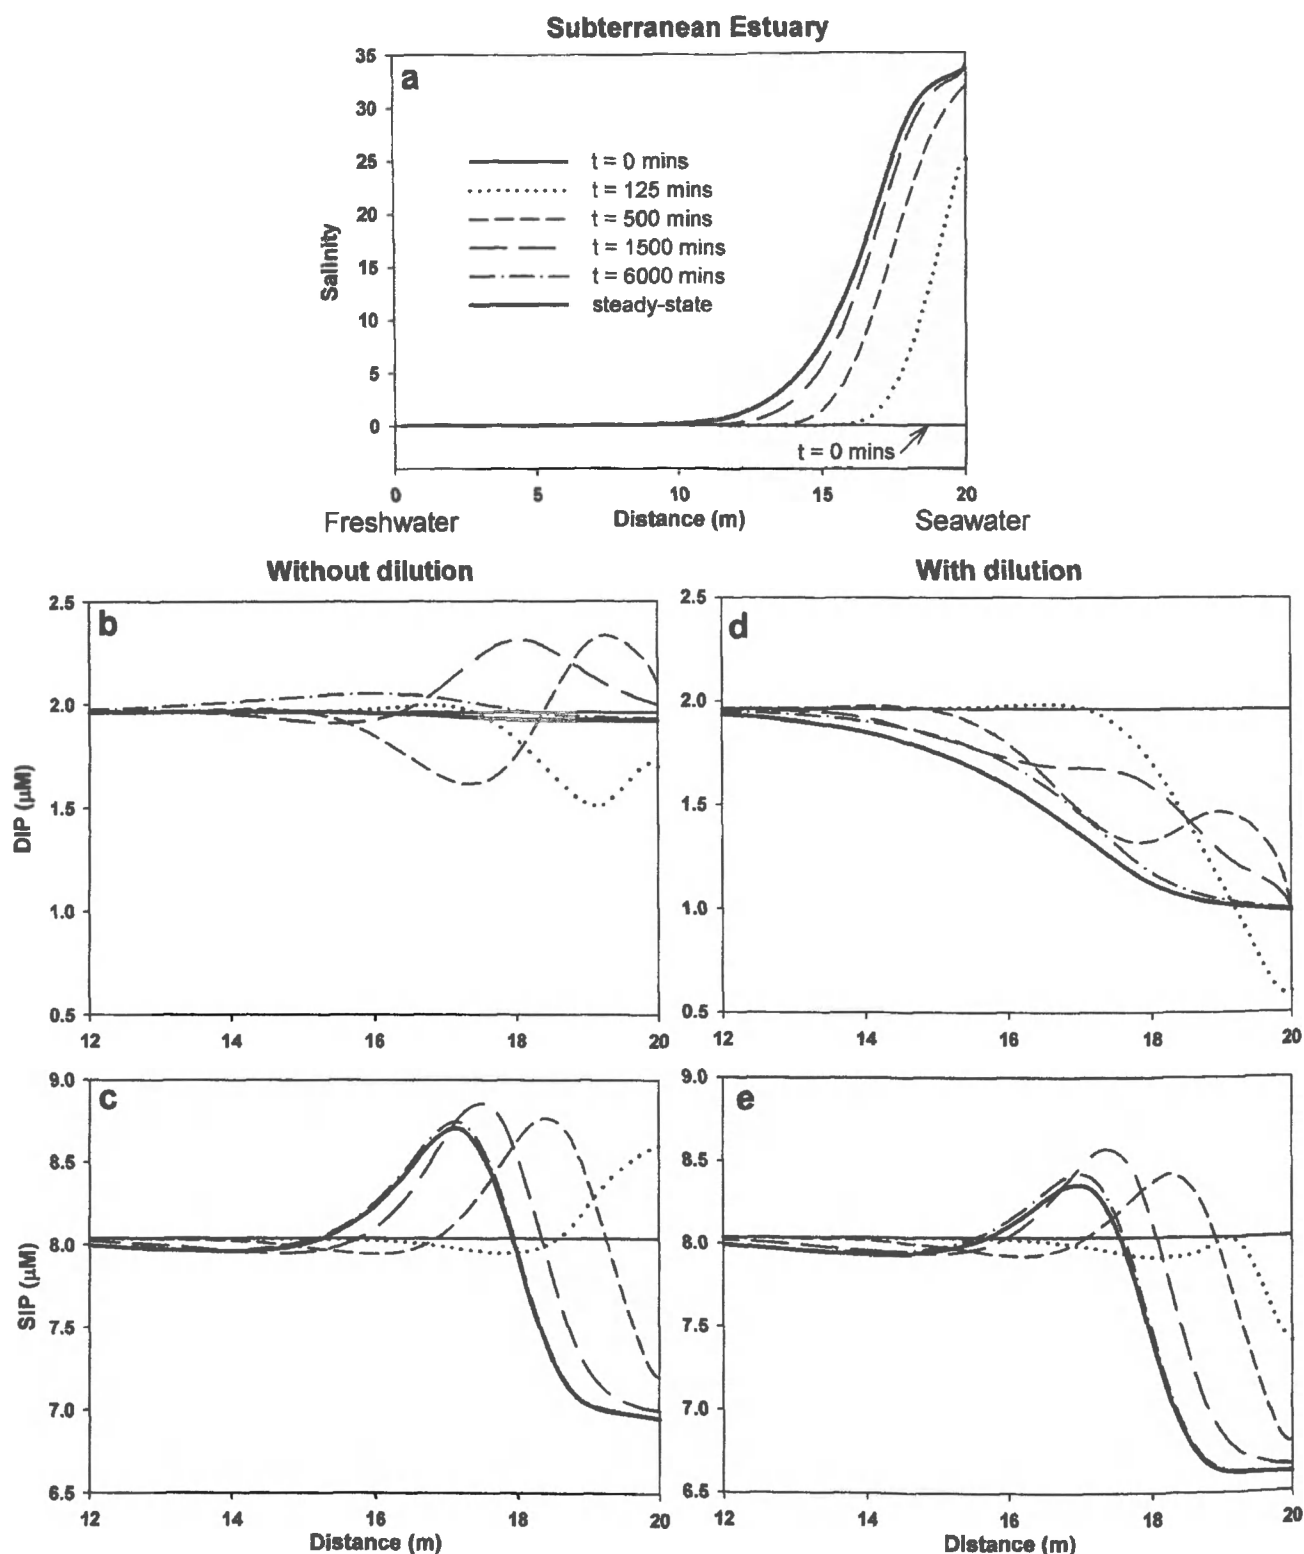 Subterranean Estuary
a
35
30
25
20
15
10
5
0
Salinity
t = 0 mins
t = 125 mins
t = 500 mins
t = 1500 mins
t = 6000 mins
steady-state
t = 0 mins
0 5 10 15 20
Freshwater Distance (m) Seawater
Without dilution
b
2.5
2.0
1.5
1.0
0.5
DIP (µM)
12 14 16 18 20
With dilution
d
2.5
2.0
1.5
1.0
0.5
12 14 16 18 20
c
9.0
8.5
8.0
7.5
7.0
6.5
SIP (µM)
12 14 16 18 20
Distance (m)
e
9.0
8.5
8.0
7.5
7.0
6.5
12 14 16 18 20
Distance (m)